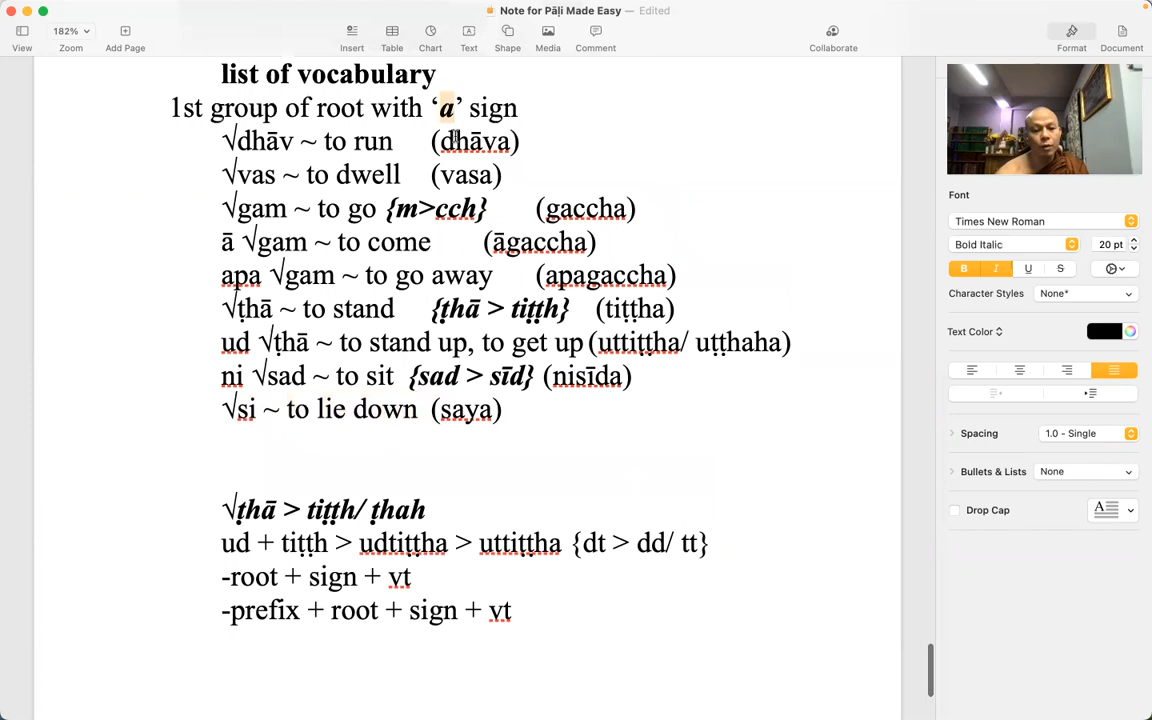 Note for Pāḷi Made Easy — Edited
182%
View
Zoom
Add Page
Insert
Table
Chart
Text
Shape
Media
Comment
Collaborate
Format
Document
list of vocabulary
1st group of root with ‘a’ sign
√dhāv ~ to run (dhāva)
√vas ~ to dwell (vasa)
√gam ~ to go {m>cch} (gaccha)
ā √gam ~ to come (āgaccha)
apa √gam ~ to go away (apagaccha)
√ṭhā ~ to stand {ṭhā > tiṭṭh} (tiṭṭha)
ud √ṭhā ~ to stand up, to get up (uttiṭṭha/ uṭṭhaha)
ni √sad ~ to sit {sad > sīd} (nisīda)
√si ~ to lie down (saya)
√ṭhā > tiṭṭh/ ṭhah
ud + tiṭṭh > udtiṭṭha > uttiṭṭha {dt > dd/ tt}
-root + sign + vt
-prefix + root + sign + vt
Font
Times New Roman
Bold Italic
20 pt
B I U S
Character Styles None*
Text Color
Spacing 1.0 - Single
Bullets & Lists None
Drop Cap